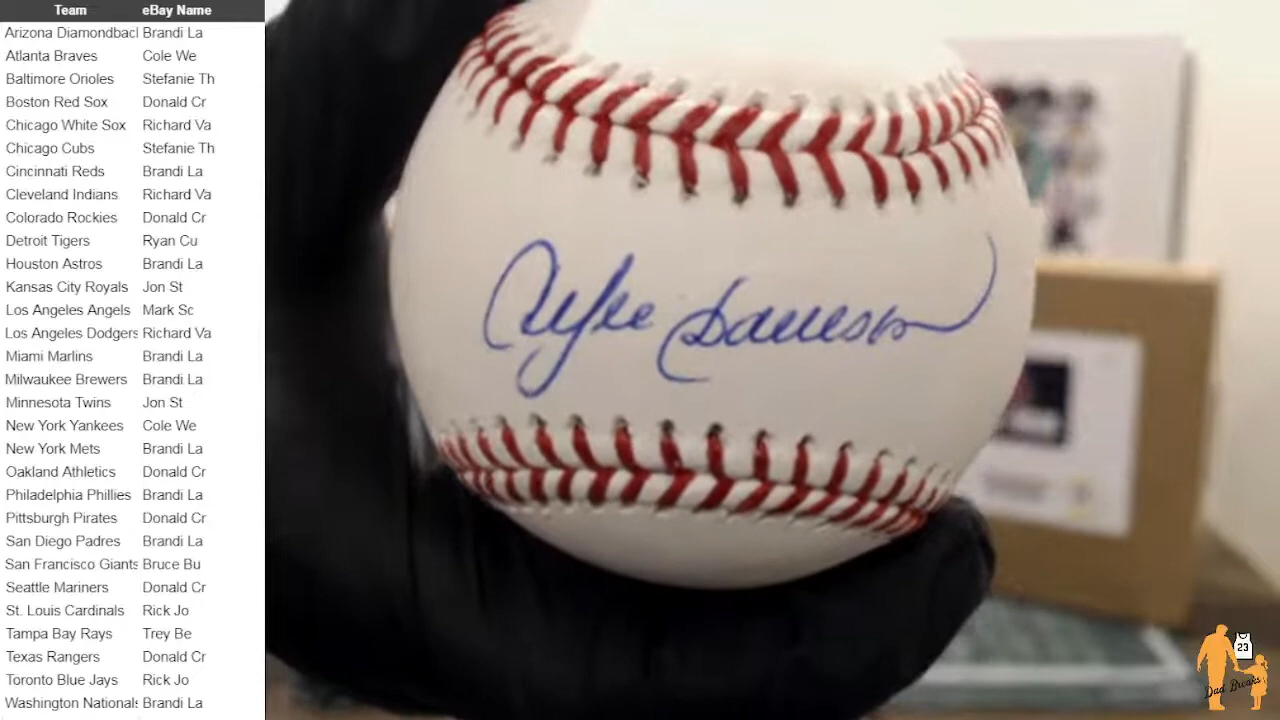 Team eBay Name
Arizona Diamondback Brandi La
Atlanta Braves Cole We
Baltimore Orioles Stefanie Th
Boston Red Sox Donald Cr
Chicago White Sox Richard Va
Chicago Cubs Stefanie Th
Cincinnati Reds Brandi La
Cleveland Indians Richard Va
Colorado Rockies Donald Cr
Detroit Tigers Ryan Cu
Houston Astros Brandi La
Kansas City Royals Jon St
Los Angeles Angels Mark Sc
Los Angeles Dodgers Richard Va
Miami Marlins Brandi La
Milwaukee Brewers Brandi La
Minnesota Twins Jon St
New York Yankees Cole We
New York Mets Brandi La
Oakland Athletics Donald Cr
Philadelphia Phillies Brandi La
Pittsburgh Pirates Donald Cr
San Diego Padres Brandi La
San Francisco Giants Bruce Bu
Seattle Mariners Donald Cr
St. Louis Cardinals Rick Jo
Tampa Bay Rays Trey Be
Texas Rangers Donald Cr
Toronto Blue Jays Rick Jo
Washington Nationals Brandi La
Andre Dawson
23
Dad Breaks